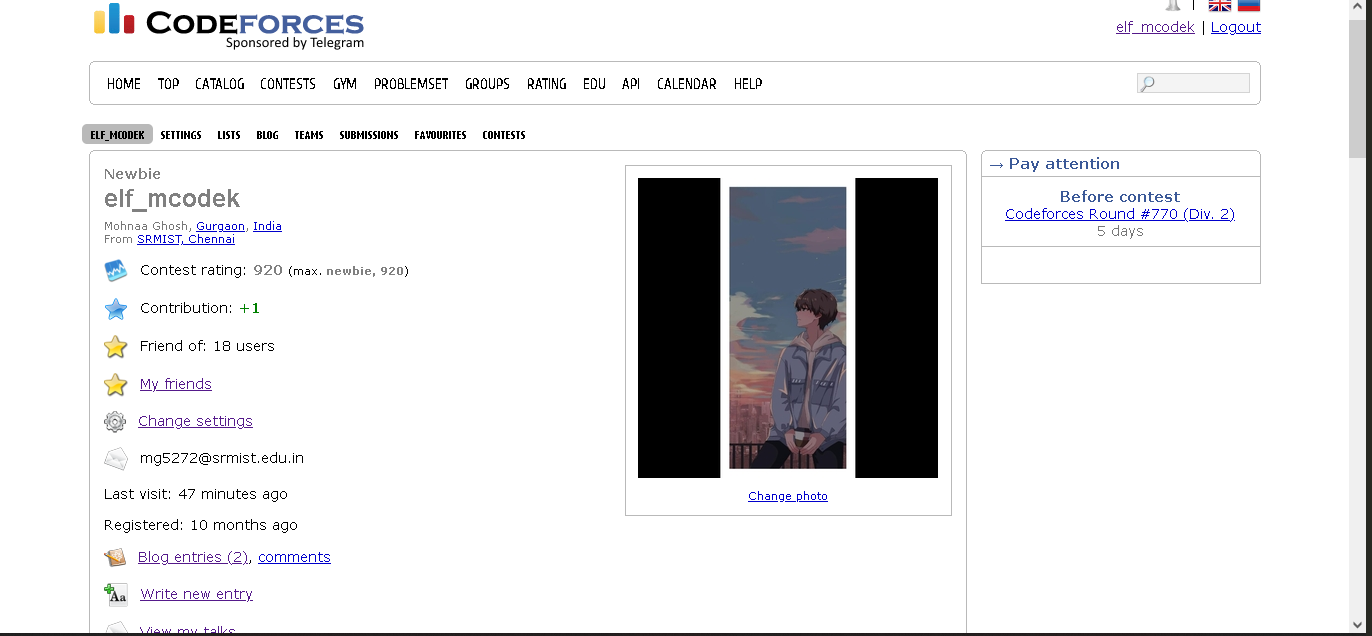 CODEFORCES
Sponsored by Telegram
elf_mcodek | Logout
HOME TOP CATALOG CONTESTS GYM PROBLEMSET GROUPS RATING EDU API CALENDAR HELP
ELF_MCODEK SETTINGS LISTS BLOG TEAMS SUBMISSIONS FAVOURITES CONTESTS
Newbie
elf_mcodek
Mohnaa Ghosh, Gurgaon, India
From SRMIST, Chennai
Contest rating: 920 (max. newbie, 920)
Contribution: +1
Friend of: 18 users
My friends
Change settings
mg5272@srmist.edu.in
Last visit: 47 minutes ago
Registered: 10 months ago
Blog entries (2), comments
Aa Write new entry
View my talks
Change photo
→ Pay attention
Before contest
Codeforces Round #770 (Div. 2)
5 days